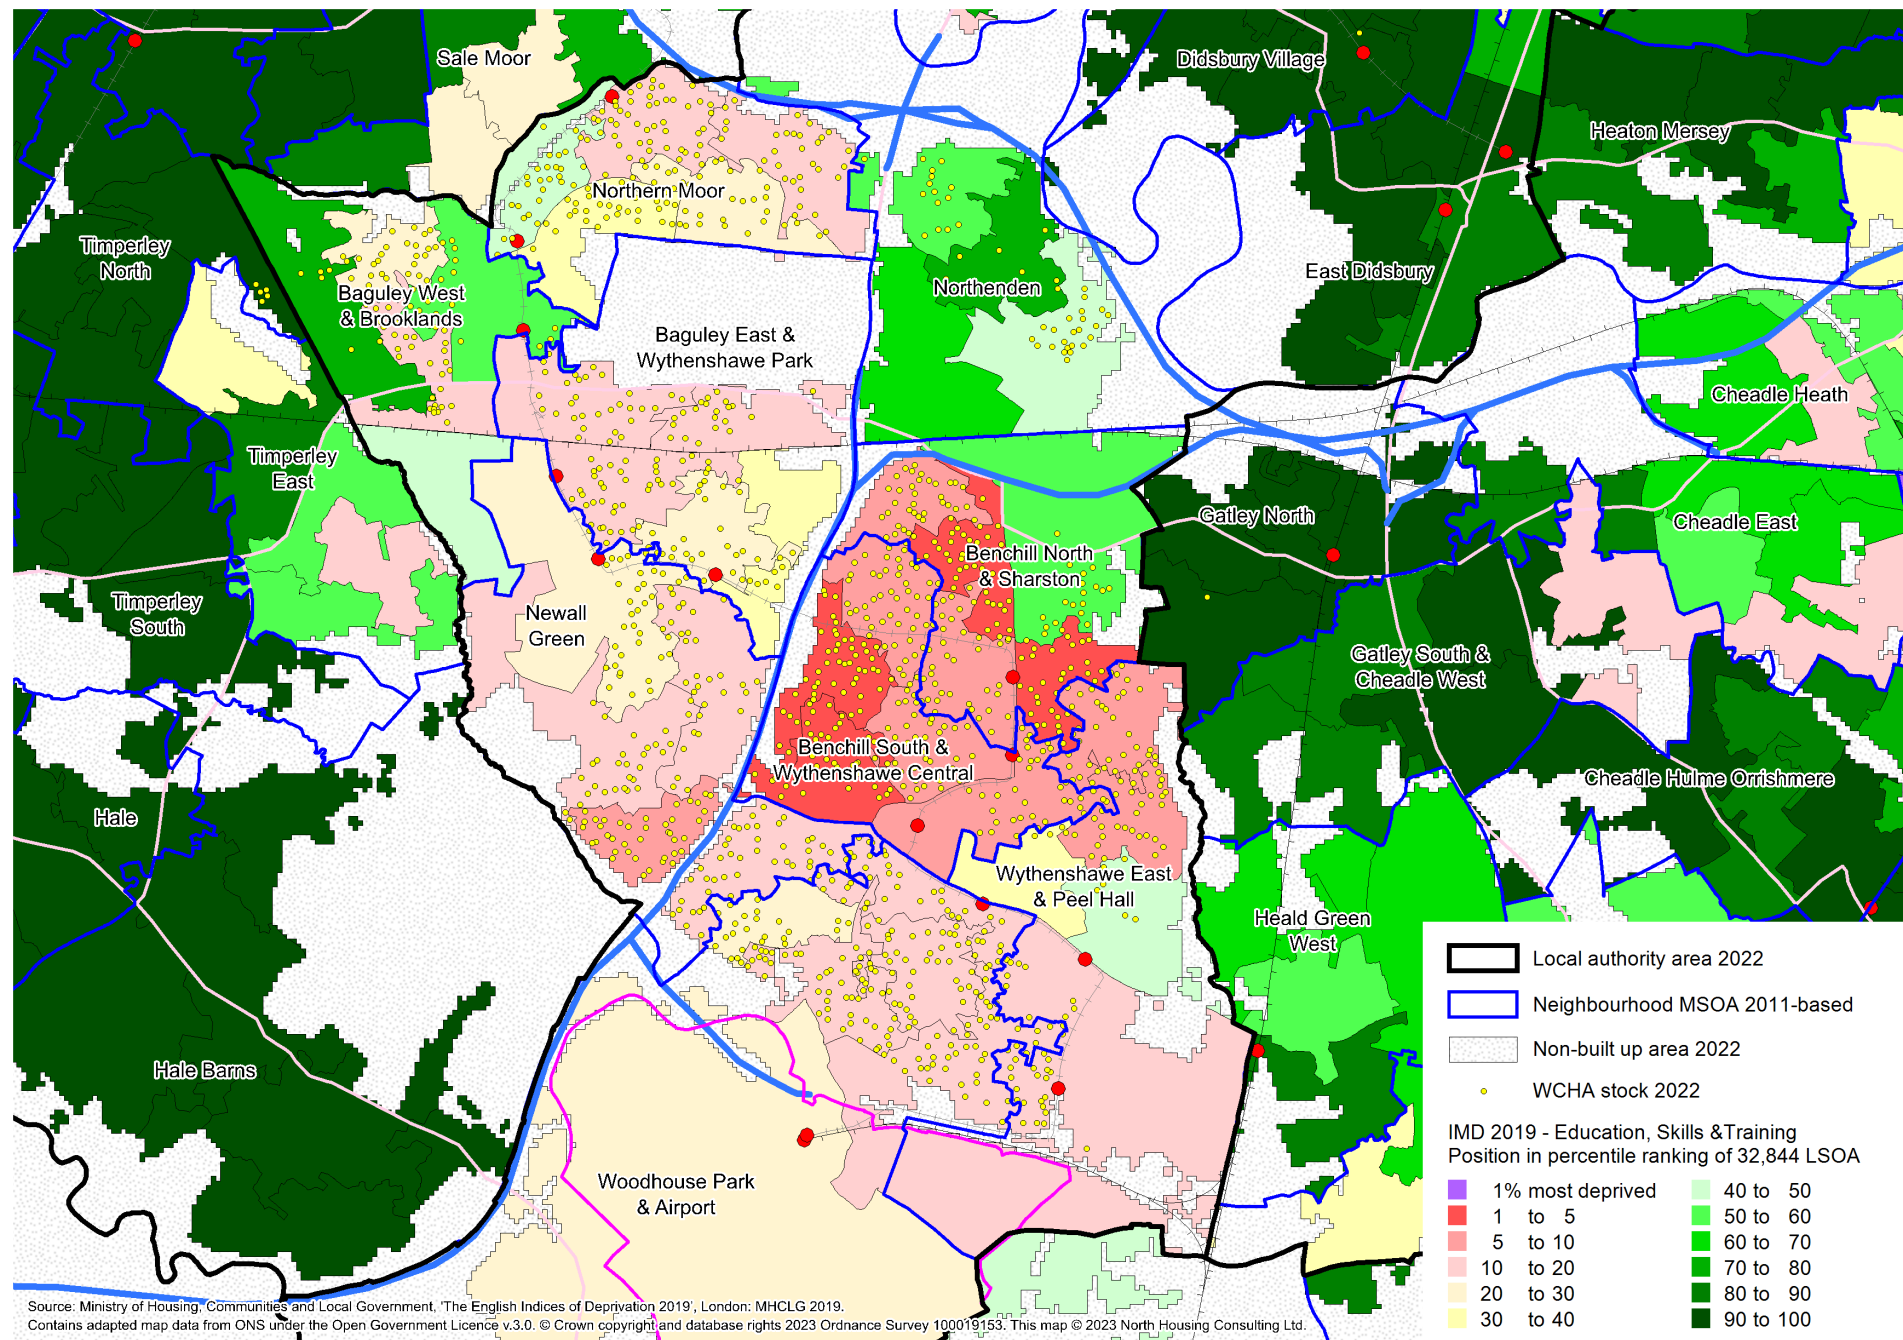 Sale Moor
Didsbury Village
Heaton Mersey
Northern Moor
Timperley
North
Baguley West
& Brooklands
Northenden
East Didsbury
Baguley East &
Wythenshawe Park
Cheadle Heath
Timperley
East
Gatley North
Cheadle East
Benchill North
& Sharston
Timperley
South
Newall
Green
Gatley South &
Cheadle West
Benchill South &
Wythenshawe Central
Cheadle Hulme Orrishmere
Hale
Wythenshawe East
& Peel Hall
Heald Green
West
Hale Barns
Woodhouse Park
& Airport
Local authority area 2022
Neighbourhood MSOA 2011-based
Non-built up area 2022
WCHA stock 2022
IMD 2019 - Education, Skills &Training
Position in percentile ranking of 32,844 LSOA
1% most deprived
1 to 5
5 to 10
10 to 20
20 to 30
30 to 40
40 to 50
50 to 60
60 to 70
70 to 80
80 to 90
90 to 100
Source: Ministry of Housing, Communities and Local Government, 'The English Indices of Deprivation 2019', London: MHCLG 2019.
Contains adapted map data from ONS under the Open Government Licence v.3.0. © Crown copyright and database rights 2023 Ordnance Survey 100019153. This map © 2023 North Housing Consulting Ltd.